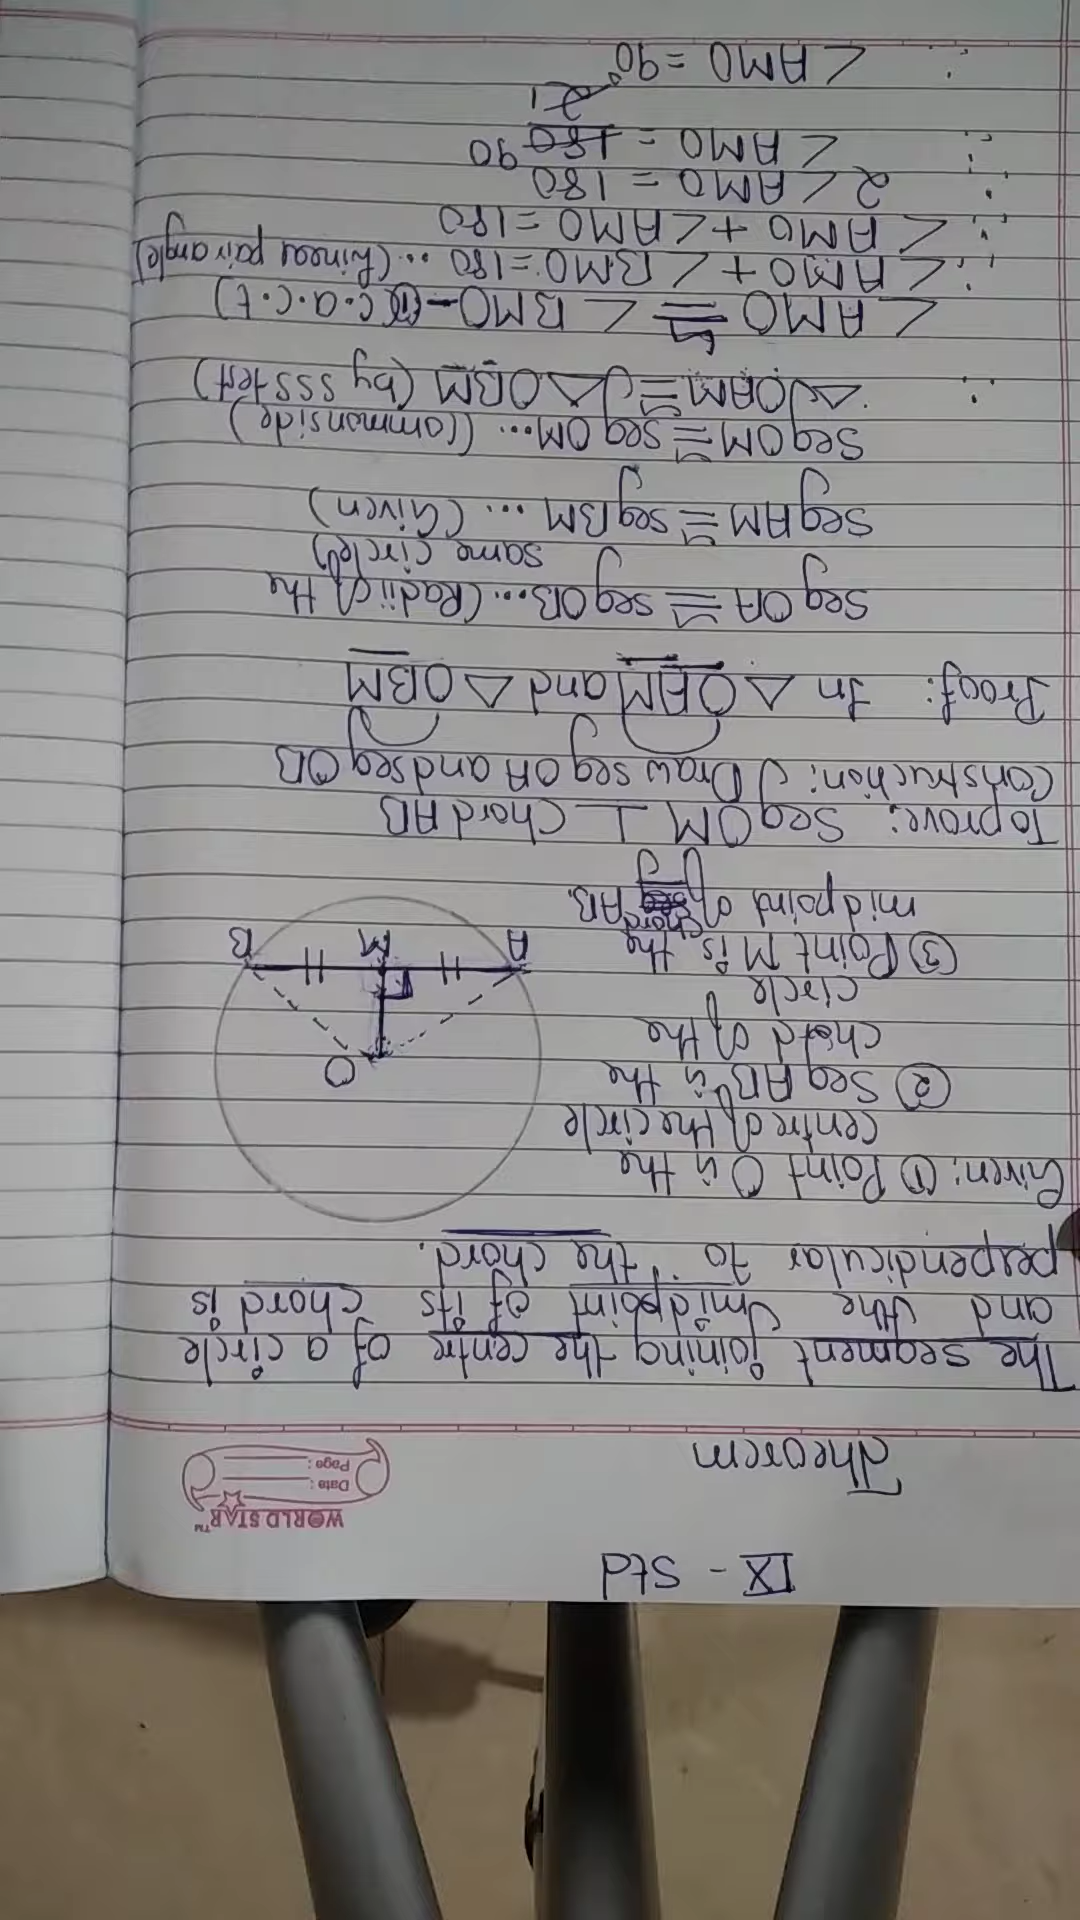 IX - Std
WORLD STAR™
Date :
Page :
Theorem
The segment joining the centre of a circle
and the midpoint of its chord is
perpendicular to the chord.
Given: ① Point O is the
centre of the circle
② Seg AB is the
chord of the
circle
③ Point M is the
midpoint of chord AB.
O
A M B
To prove: Seg OM ⊥ Chord AB
Construction: Draw seg OA and seg OB
Proof: In △ OAM and △ OBM
Seg OA ≅ seg OB... (Radii of the
same circle)
Seg AM ≅ seg BM ... (Given)
Seg OM ≅ seg OM... (Common side)
∴ △ OAM ≅ △ OBM (by SSS test)
∠ AMO ≅ ∠ BMO - (c.a.c.t)
∴ ∠ AMO + ∠ BMO = 180 ... (Linear pair angle)
∴ ∠ AMO + ∠ AMO = 180
∴ 2 ∠ AMO = 180
∴ ∠ AMO = 180 90
2 1
∴ ∠ AMO = 90°